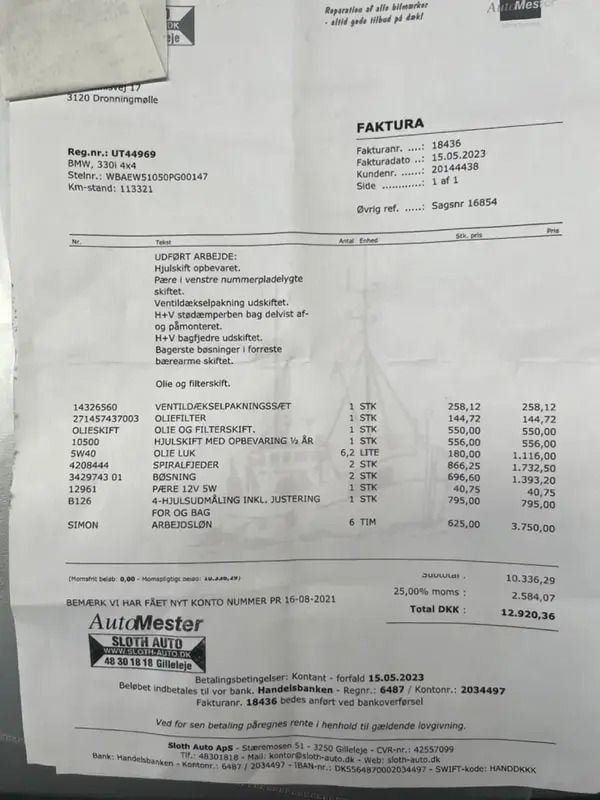 Reparation af alle bilmærker
- altid gode tilbud på dæk!
AutoMester
DK
eje
vej 17
3120 Dronningmølle
FAKTURA
Fakturanr. ....: 18436
Fakturadato ..: 15.05.2023
Kundenr. ......: 20144438
Side ............: 1 af 1
Øvrig ref. .....: Sagsnr 16854
Reg.nr.: UT44969
BMW, 330i 4x4
Stelnr.: WBAEW51050PG00147
Km-stand: 113321
Nr. Tekst Antal Enhed Stk. pris Pris
UDFØRT ARBEJDE:
Hjulskift opbevaret.
Pære i venstre nummerpladelygte
skiftet.
Ventildækselpakning udskiftet.
H+V stødæmperben bag delvist af-
og påmonteret.
H+V bagfjedre udskiftet.
Bagerste bøsninger i forreste
bærearme skiftet.
Olie og filterskift.
14326560 VENTILDÆKSELPAKNINGSSÆT 1 STK 258,12 258,12
271457437003 OLIEFILTER 1 STK 144,72 144,72
OLIESKIFT OLIE OG FILTERSKIFT. 1 STK 550,00 550,00
10500 HJULSKIFT MED OPBEVARING ½ ÅR 1 STK 556,00 556,00
5W40 OLIE LUK 6,2 LITE 180,00 1.116,00
4208444 SPIRALFJEDER 2 STK 866,25 1.732,50
3429743 01 BØSNING 2 STK 696,60 1.393,20
12961 PÆRE 12V 5W 1 STK 40,75 40,75
B126 4-HJULSUDMÅLING INKL. JUSTERING 1 STK 795,00 795,00
FOR OG BAG
SIMON ARBEJDSLØN 6 TIM 625,00 3.750,00
(Momsfrit beløb: 0,00 - Momspligtigt beløb: 10.336,29)
Subtotal : 10.336,29
25,00% moms : 2.584,07
Total DKK : 12.920,36
BEMÆRK VI HAR FÅET NYT KONTO NUMMER PR 16-08-2021
AutoMester
SLOTH AUTO
WWW.SLOTH-AUTO.DK
48 30 18 18 Gilleleje
Betalingsbetingelser: Kontant - forfald 15.05.2023
Beløbet indbetales til vor bank. Handelsbanken - Regnr.: 6487 / Kontonr.: 2034497
Fakturanr. 18436 bedes anført ved bankoverførsel
Ved for sen betaling påregnes rente i henhold til gældende lovgivning.
Sloth Auto ApS - Stæremosen 51 - 3250 Gilleleje - CVR-nr.: 42557099
Tlf.: 48301818 - Mail: kontor@sloth-auto.dk - Web: sloth-auto.dk
Bank: Handelsbanken - Kontonr.: 6487 / 2034497 - IBAN-nr.: DK5564870002034497 - SWIFT-kode: HANDDKKK